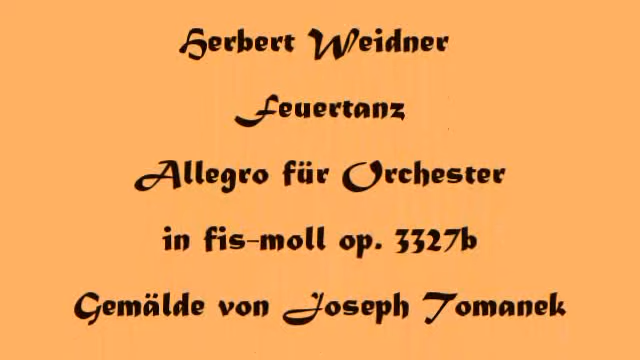 Herbert Weidner
Feuertanz
Allegro für Orchester
in fis-moll op. 3327b
Gemälde von Joseph Tomanek